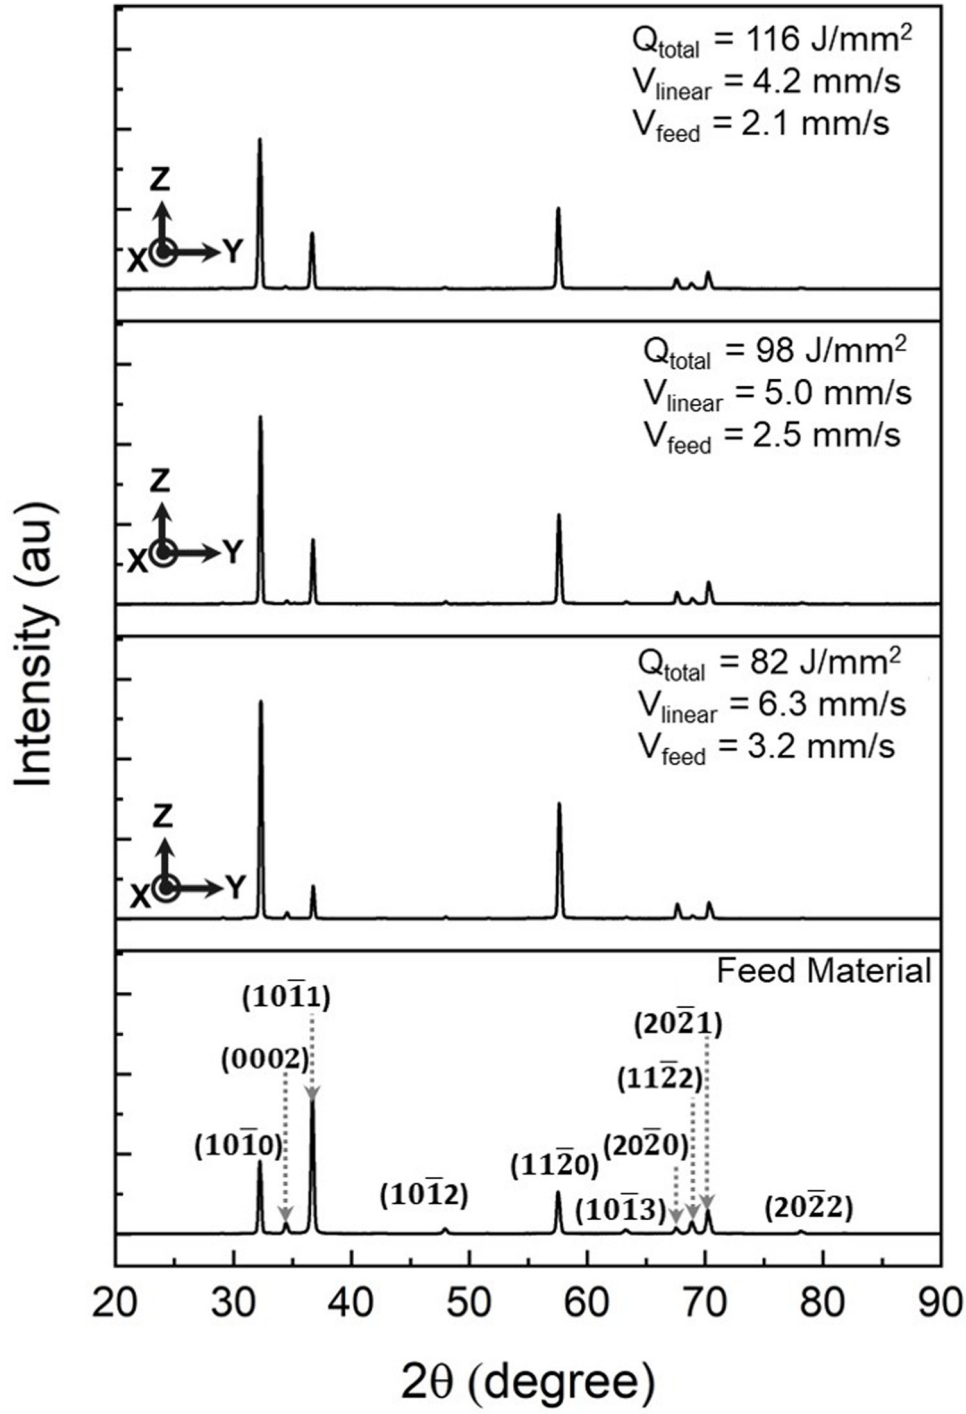 Q_total = 116 J/mm²
V_linear = 4.2 mm/s
V_feed = 2.1 mm/s
Z
X Y
Q_total = 98 J/mm²
V_linear = 5.0 mm/s
V_feed = 2.5 mm/s
Z
X Y
Q_total = 82 J/mm²
V_linear = 6.3 mm/s
V_feed = 3.2 mm/s
Z
X Y
Feed Material
(101̅1)
(202̅1)
(0002)
(112̅2)
(101̅0)
(202̅0)
(112̅0)
(101̅2)
(101̅3)
(202̅2)
20 30 40 50 60 70 80 90
2θ (degree)
Intensity (au)